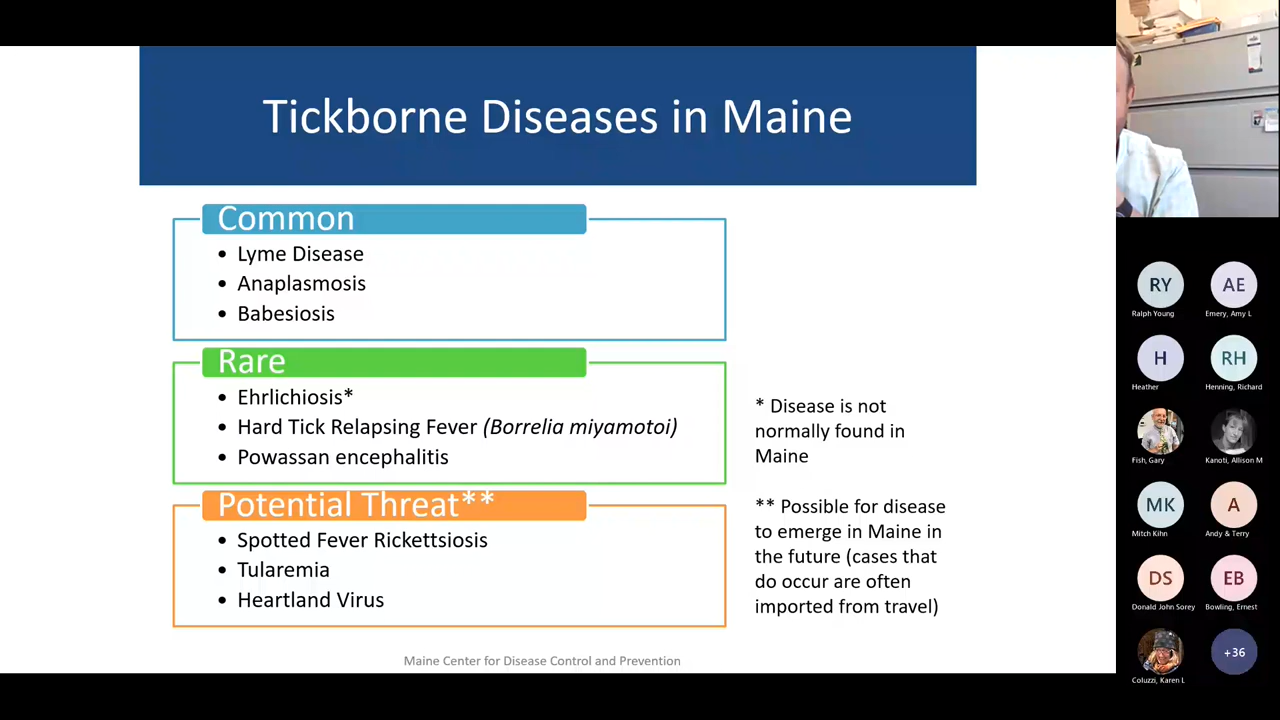 Tickborne Diseases in Maine
Common
• Lyme Disease
• Anaplasmosis
• Babesiosis
Rare
• Ehrlichiosis*
• Hard Tick Relapsing Fever (Borrelia miyamotoi)
• Powassan encephalitis
* Disease is not
normally found in
Maine
Potential Threat**
• Spotted Fever Rickettsiosis
• Tularemia
• Heartland Virus
** Possible for disease
to emerge in Maine in
the future (cases that
do occur are often
imported from travel)
Maine Center for Disease Control and Prevention
RY
AE
Ralph Young
Emery, Amy L
H
RH
Heather
Henning, Richard
Fish, Gary
Kanoti, Allison M
MK
A
Mitch Kihn
Andy & Terry
DS
EB
Donald John Sorey
Bowling, Ernest
+36
Coluzzi, Karen L